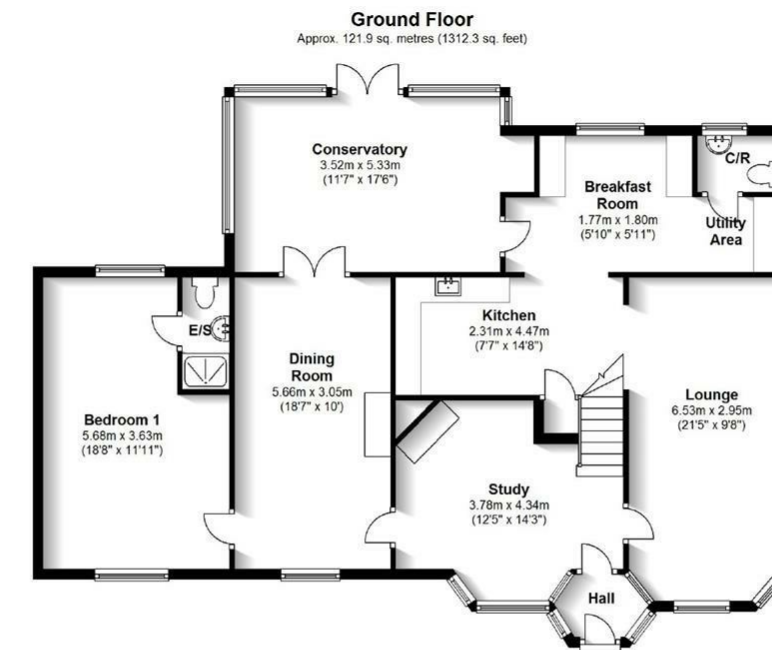 Ground Floor
Approx. 121.9 sq. metres (1312.3 sq. feet)
Conservatory
3.52m x 5.33m
(11'7" x 17'6")
C/R
Breakfast
Room
1.77m x 1.80m
(5'10" x 5'11")
Utility
Area
E/S
Kitchen
2.31m x 4.47m
(7'7" x 14'8")
Dining
Room
5.66m x 3.05m
(18'7" x 10')
Lounge
6.53m x 2.95m
(21'5" x 9'8")
Bedroom 1
5.68m x 3.63m
(18'8" x 11'11")
Study
3.78m x 4.34m
(12'5" x 14'3")
Hall